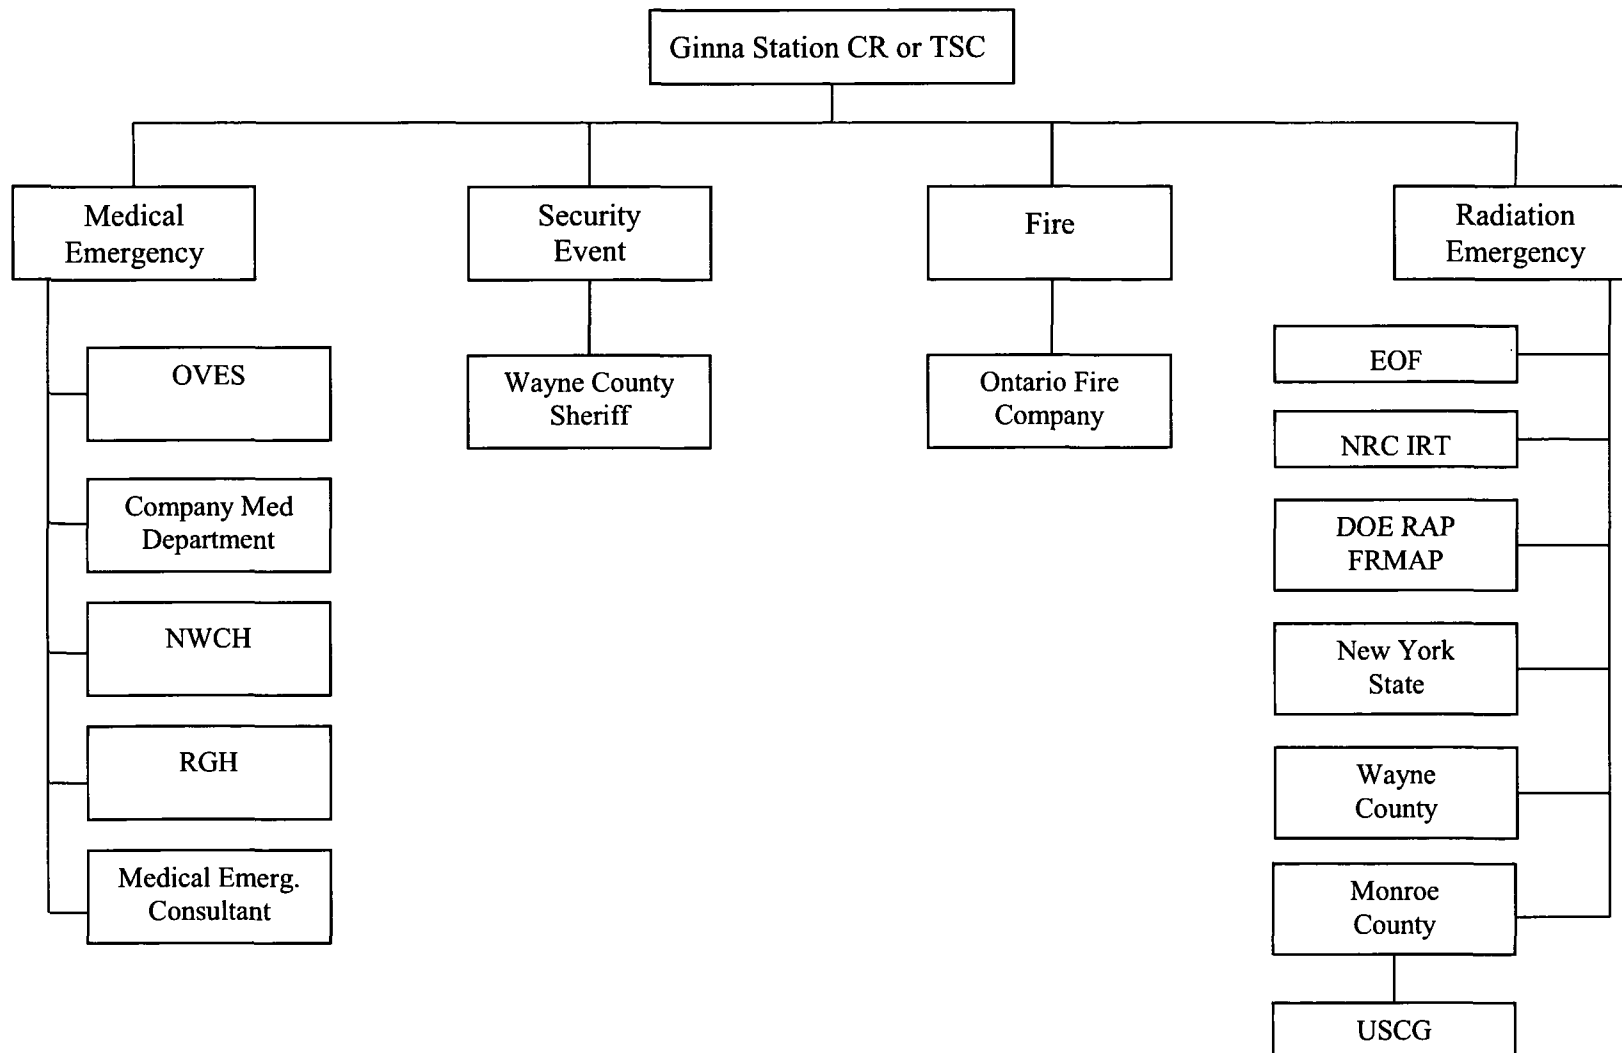 Ginna Station CR or TSC
Medical
Emergency
Security
Event
Fire
Radiation
Emergency
OVES
Company Med
Department
NWCH
RGH
Medical Emerg.
Consultant
Wayne County
Sheriff
Ontario Fire
Company
EOF
NRC IRT
DOE RAP
FRMAP
New York
State
Wayne
County
Monroe
County
USCG